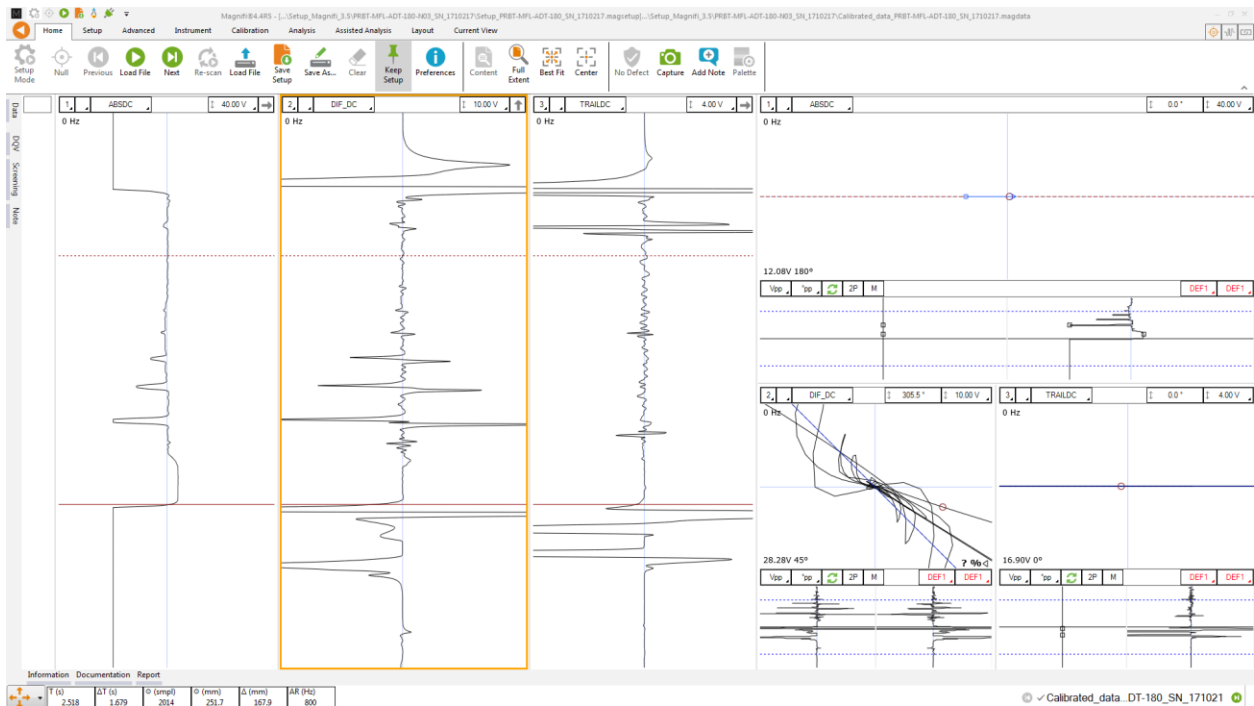 Magnifi®4.4R5 - [...\Setup_Magnifi_3.5\PRBT-MFL-ADT-180-N03_SN_1710217\Setup_PRBT-MFL-ADT-180_SN_1710217.magsetup|...\Setup_Magnifi_3.5\PRBT-MFL-ADT-180-N03_SN_1710217\Calibrated_data_PRBT-MFL-ADT-180_SN_1710217.magdata
Home Setup Advanced Instrument Calibration Analysis Assisted Analysis Layout Current View
Setup Mode Null Previous Load File Next Re-scan Load File Save Setup Save As... Clear Keep Setup Preferences Content Full Extent Best Fit Center No Defect Capture Add Note Palette
Data
DQV
Screening
Note
1 ABSDC 40.00 V 2 DIF_DC 10.00 V 3 TRAILDC 4.00 V 1 ABSDC 0.0 ° 40.00 V
0 Hz 0 Hz 0 Hz 0 Hz
12.08V 180°
Vpp °pp 2P M DEF1 DEF1
2 DIF_DC 305.5 ° 10.00 V 3 TRAILDC 0.0 ° 4.00 V
0 Hz 0 Hz
28.28V 45° ? % 16.90V 0°
Vpp °pp 2P M DEF1 DEF1 Vpp °pp 2P M DEF1 DEF1
Information Documentation Report
T (s) ΔT (s) (smpl) (mm) Δ (mm) AR (Hz)
2.518 1.679 2014 251.7 167.9 800
Calibrated_data...DT-180_SN_171021